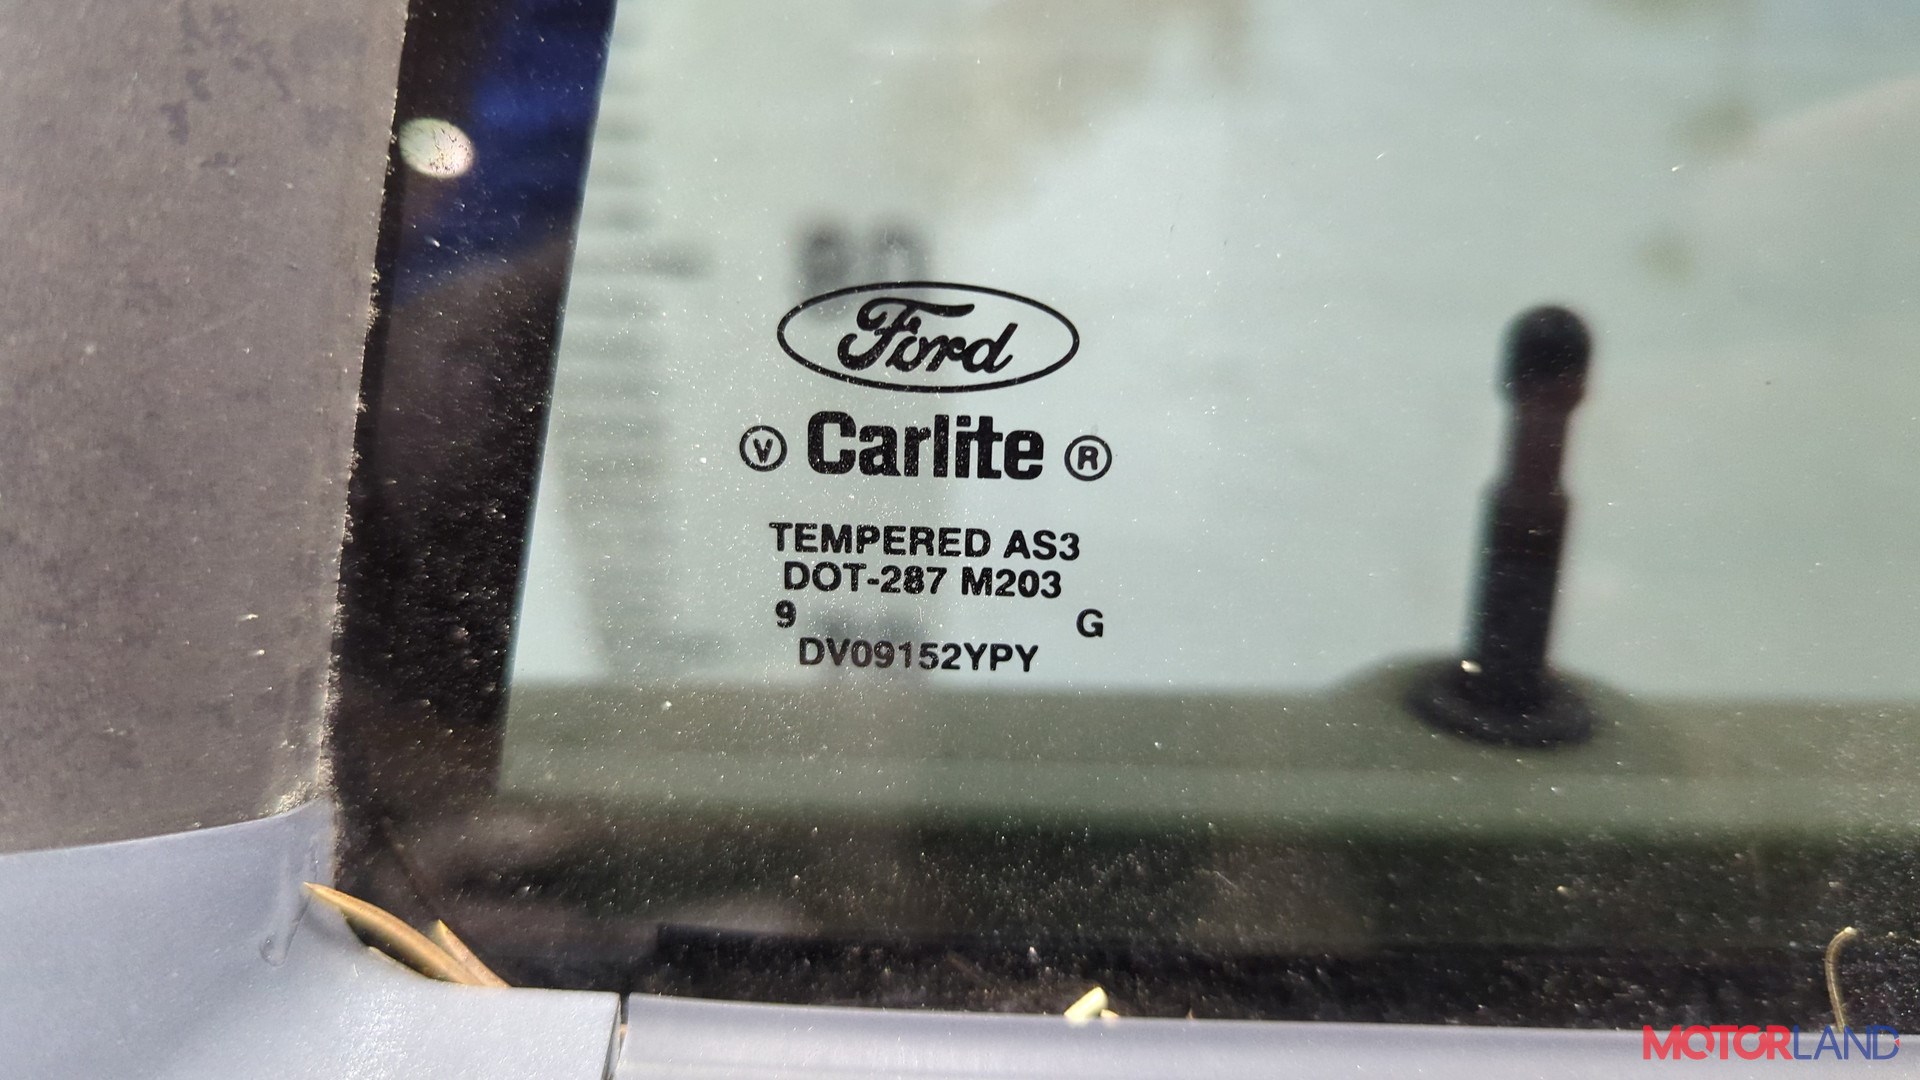 Ford
V Carlite ®
TEMPERED AS3
DOT-287 M203
9 G
DV09152YPY
MOTORLAND